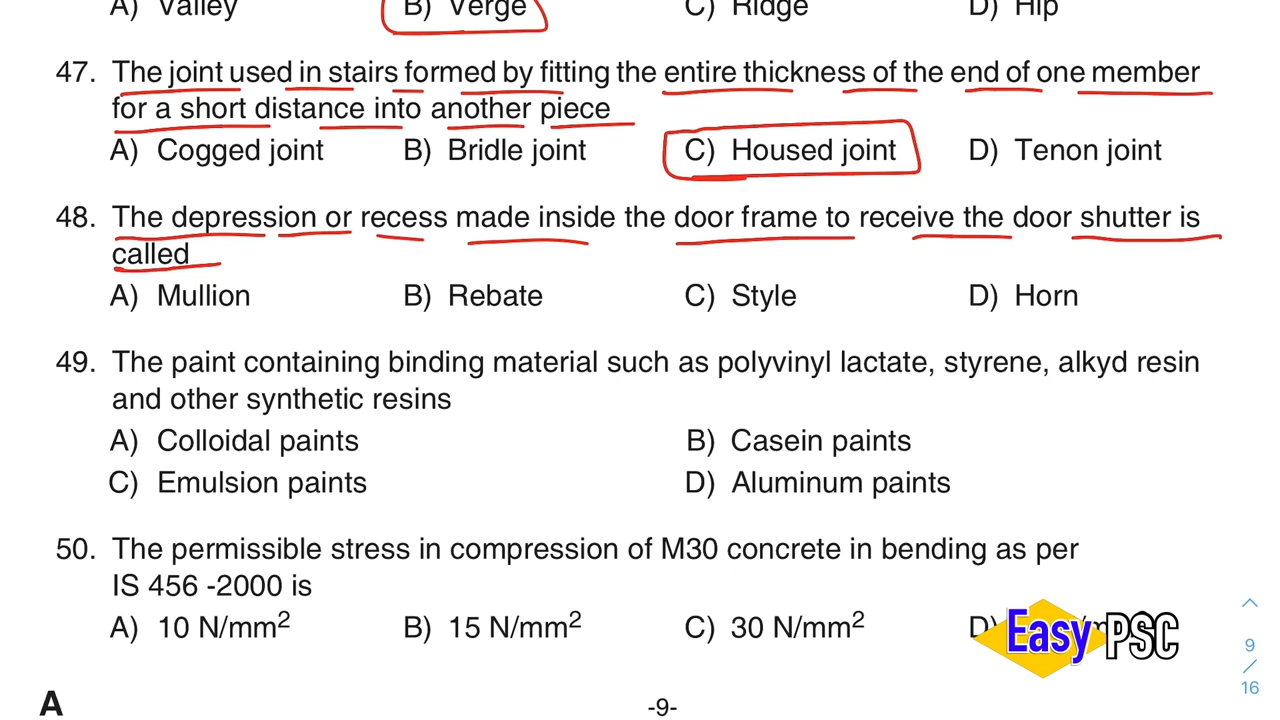 A) Valley B) Verge C) Ridge D) Hip
47. The joint used in stairs formed by fitting the entire thickness of the end of one member
for a short distance into another piece
A) Cogged joint B) Bridle joint C) Housed joint D) Tenon joint
48. The depression or recess made inside the door frame to receive the door shutter is
called
A) Mullion B) Rebate C) Style D) Horn
49. The paint containing binding material such as polyvinyl lactate, styrene, alkyd resin
and other synthetic resins
A) Colloidal paints B) Casein paints
C) Emulsion paints D) Aluminum paints
50. The permissible stress in compression of M30 concrete in bending as per
IS 456 -2000 is
A) 10 N/mm² B) 15 N/mm² C) 30 N/mm² D)
Easy PSC
9
/
16
A -9-